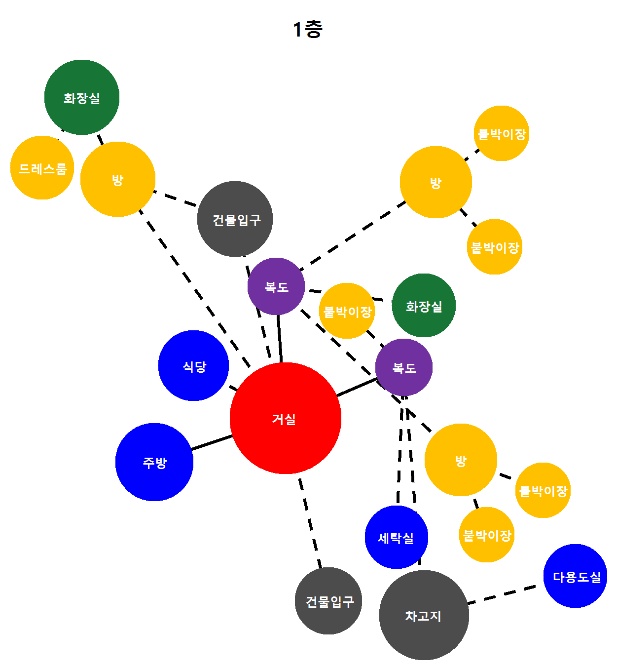 1층
화장실
드레스룸
방
건물입구
방
붙박이장
붙박이장
복도
붙박이장
화장실
복도
식당
거실
주방
방
붙박이장
붙박이장
세탁실
다용도실
건물입구
차고지